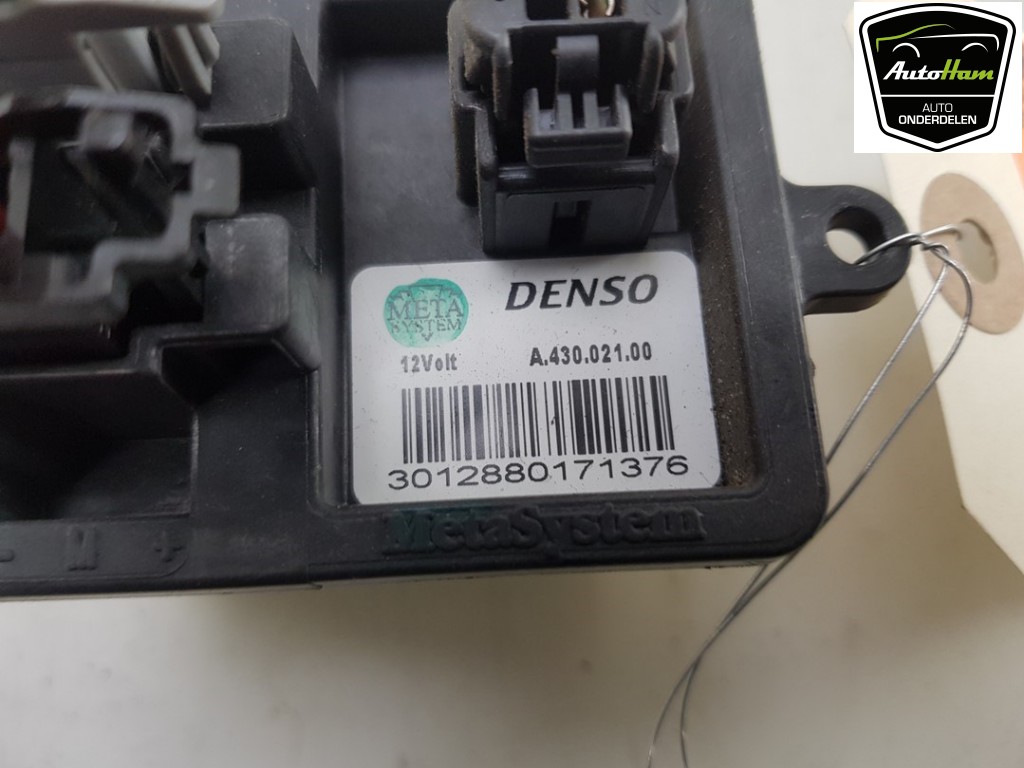 AutoHam
AUTO
ONDERDELEN
META
SYSTEM
DENSO
12Volt
A.430.021.00
3012880171376
MetaSystem
- M +